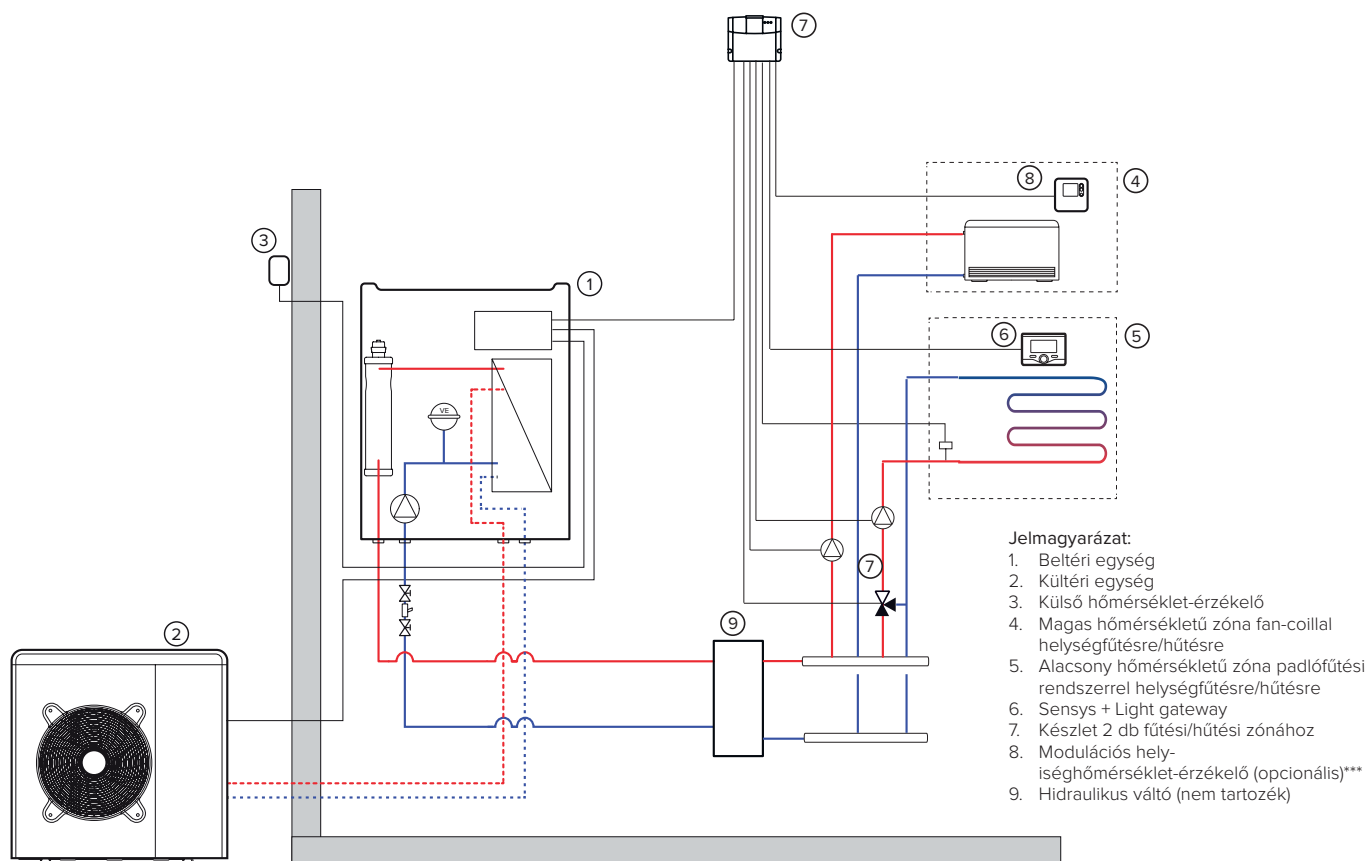 7
8
4
3
1
6
5
VE
7
9
2
Jelmagyarázat:
1. Beltéri egység
2. Kültéri egység
3. Külső hőmérséklet-érzékelő
4. Magas hőmérsékletű zóna fan-coillal
helységfűtésre/hűtésre
5. Alacsony hőmérsékletű zóna padlófűtési
rendszerrel helységfűtésre/hűtésre
6. Sensys + Light gateway
7. Készlet 2 db fűtési/hűtési zónához
8. Modulációs hely-
iséghőmérséklet-érzékelő (opcionális)***
9. Hidraulikus váltó (nem tartozék)